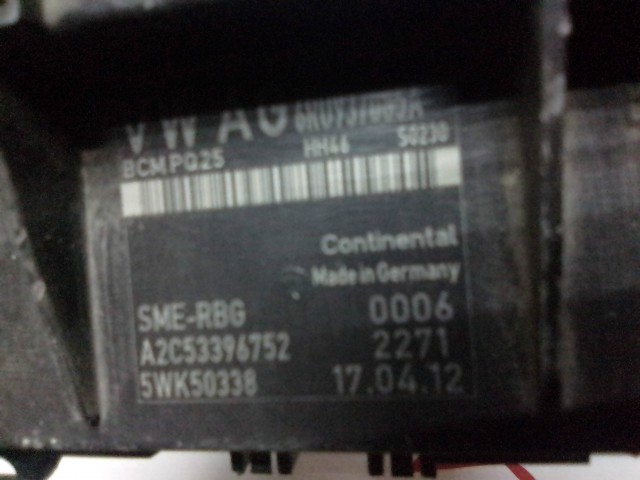 VW AG
BCM PQ25 HH46 S0230
Continental
Made in Germany
SME-RBG 0006
A2C53396752 2271
5WK50338 17.04.12